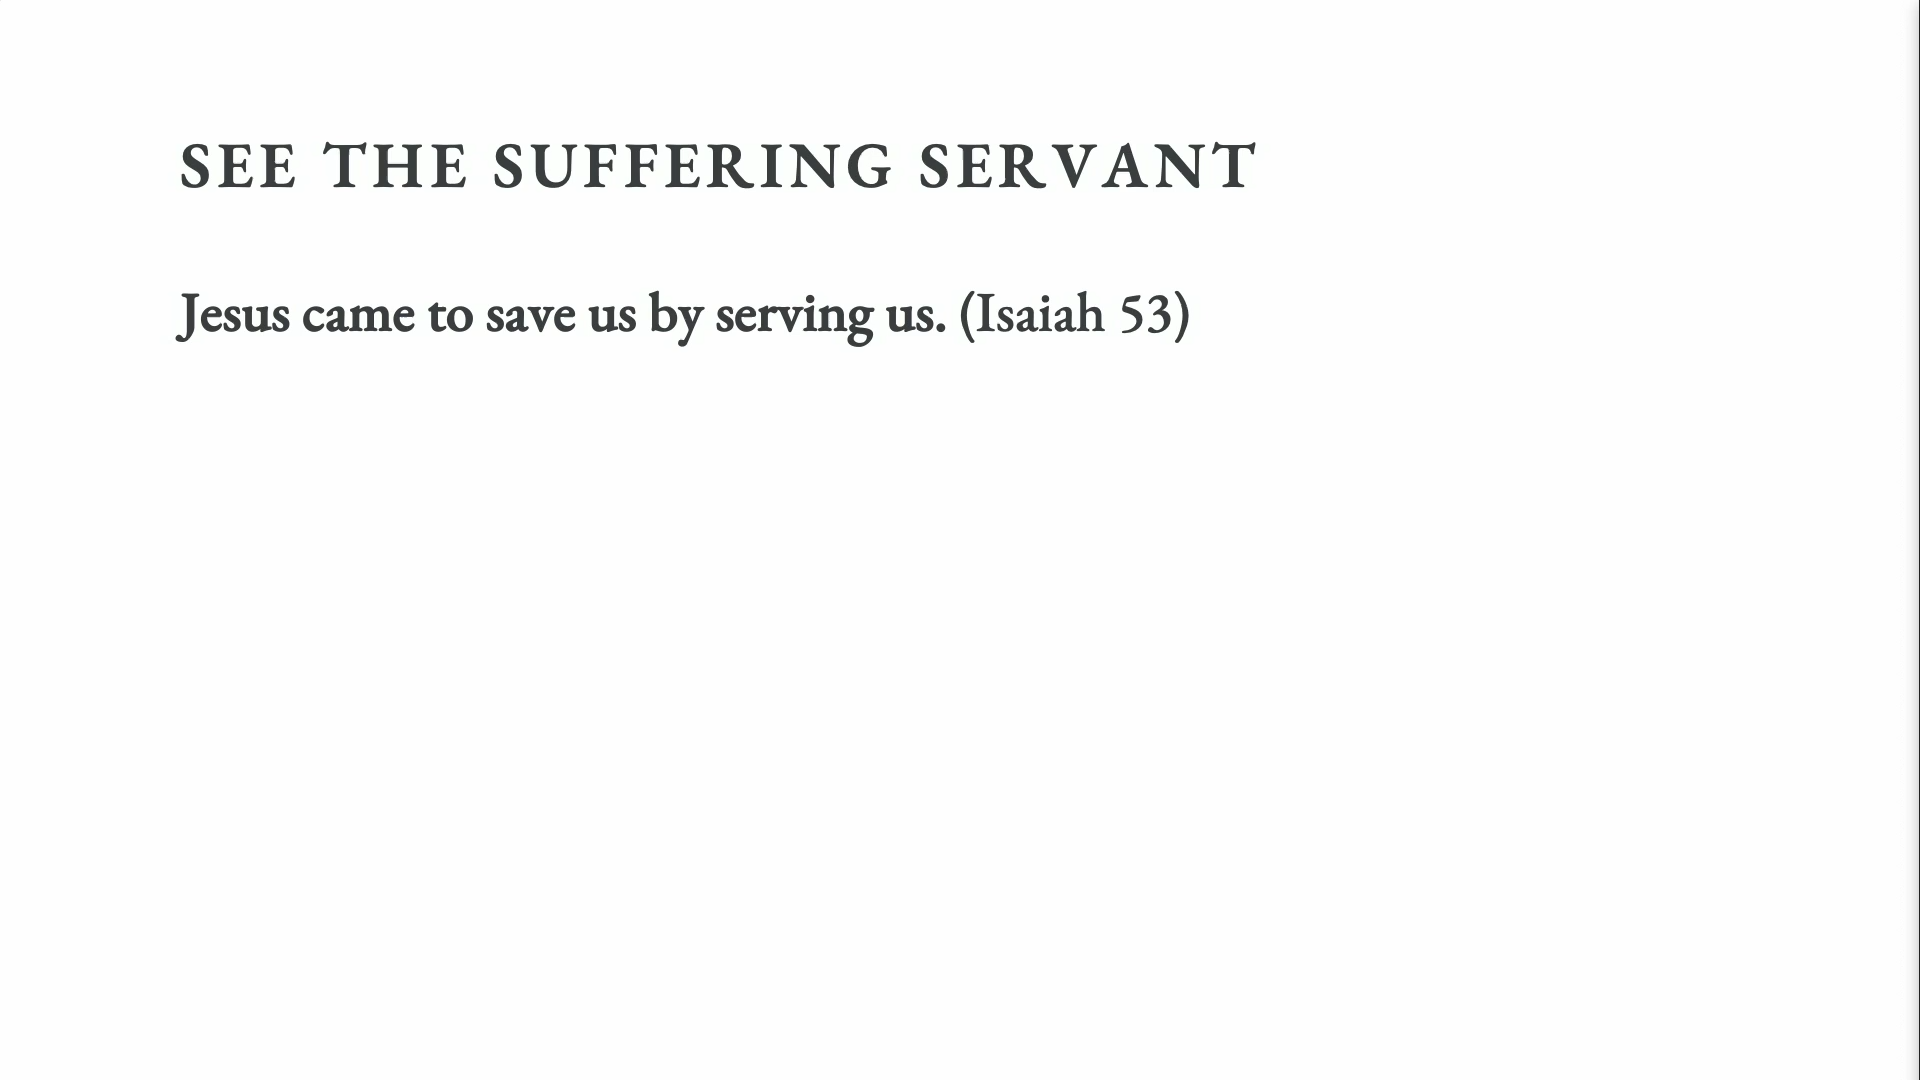 SEE THE SUFFERING SERVANT
Jesus came to save us by serving us. (Isaiah 53)